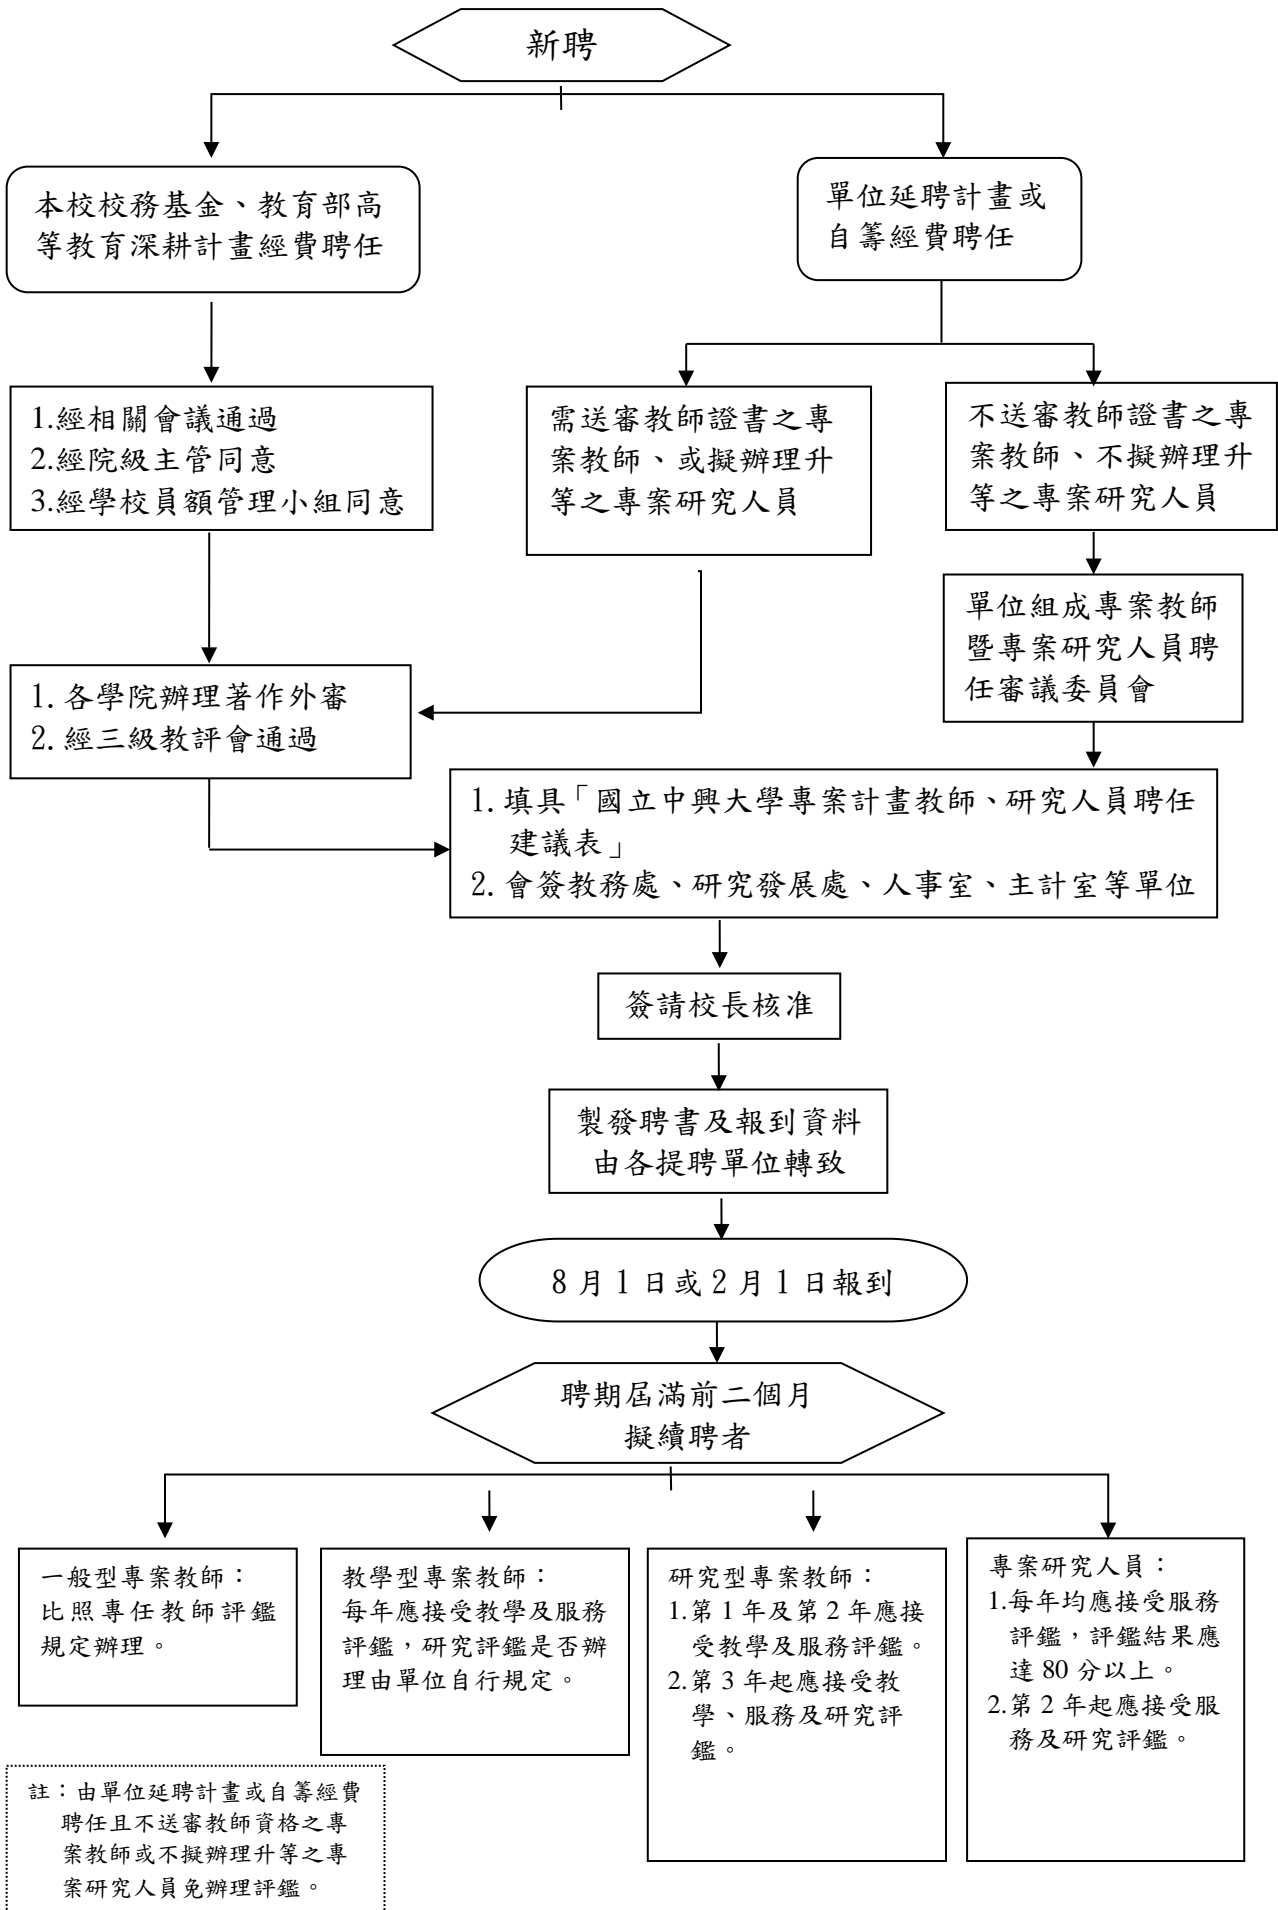 新聘
本校校務基金、教育部高
等教育深耕計畫經費聘任
單位延聘計畫或
自籌經費聘任
1.經相關會議通過
2.經院級主管同意
3.經學校員額管理小組同意
需送審教師證書之專
案教師、或擬辦理升
等之專案研究人員
不送審教師證書之專
案教師、不擬辦理升
等之專案研究人員
單位組成專案教師
暨專案研究人員聘
任審議委員會
1. 各學院辦理著作外審
2. 經三級教評會通過
1. 填具「國立中興大學專案計畫教師、研究人員聘任
建議表」
2. 會簽教務處、研究發展處、人事室、主計室等單位
簽請校長核准
製發聘書及報到資料
由各提聘單位轉致
8 月 1 日或 2 月 1 日報到
聘期屆滿前二個月
擬續聘者
一般型專案教師：
比照專任教師評鑑
規定辦理。
教學型專案教師：
每年應接受教學及服務
評鑑，研究評鑑是否辦
理由單位自行規定。
研究型專案教師：
1.第 1 年及第 2 年應接
受教學及服務評鑑。
2.第 3 年起應接受教
學、服務及研究評
鑑。
專案研究人員：
1.每年均應接受服務
評鑑，評鑑結果應
達 80 分以上。
2.第 2 年起應接受服
務及研究評鑑。
註：由單位延聘計畫或自籌經費
聘任且不送審教師資格之專
案教師或不擬辦理升等之專
案研究人員免辦理評鑑。